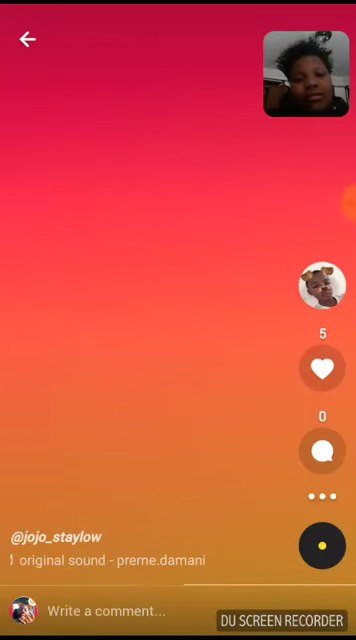 5
0
@jojo_staylow
original sound - preme.damani
Write a comment...
DU SCREEN RECORDER